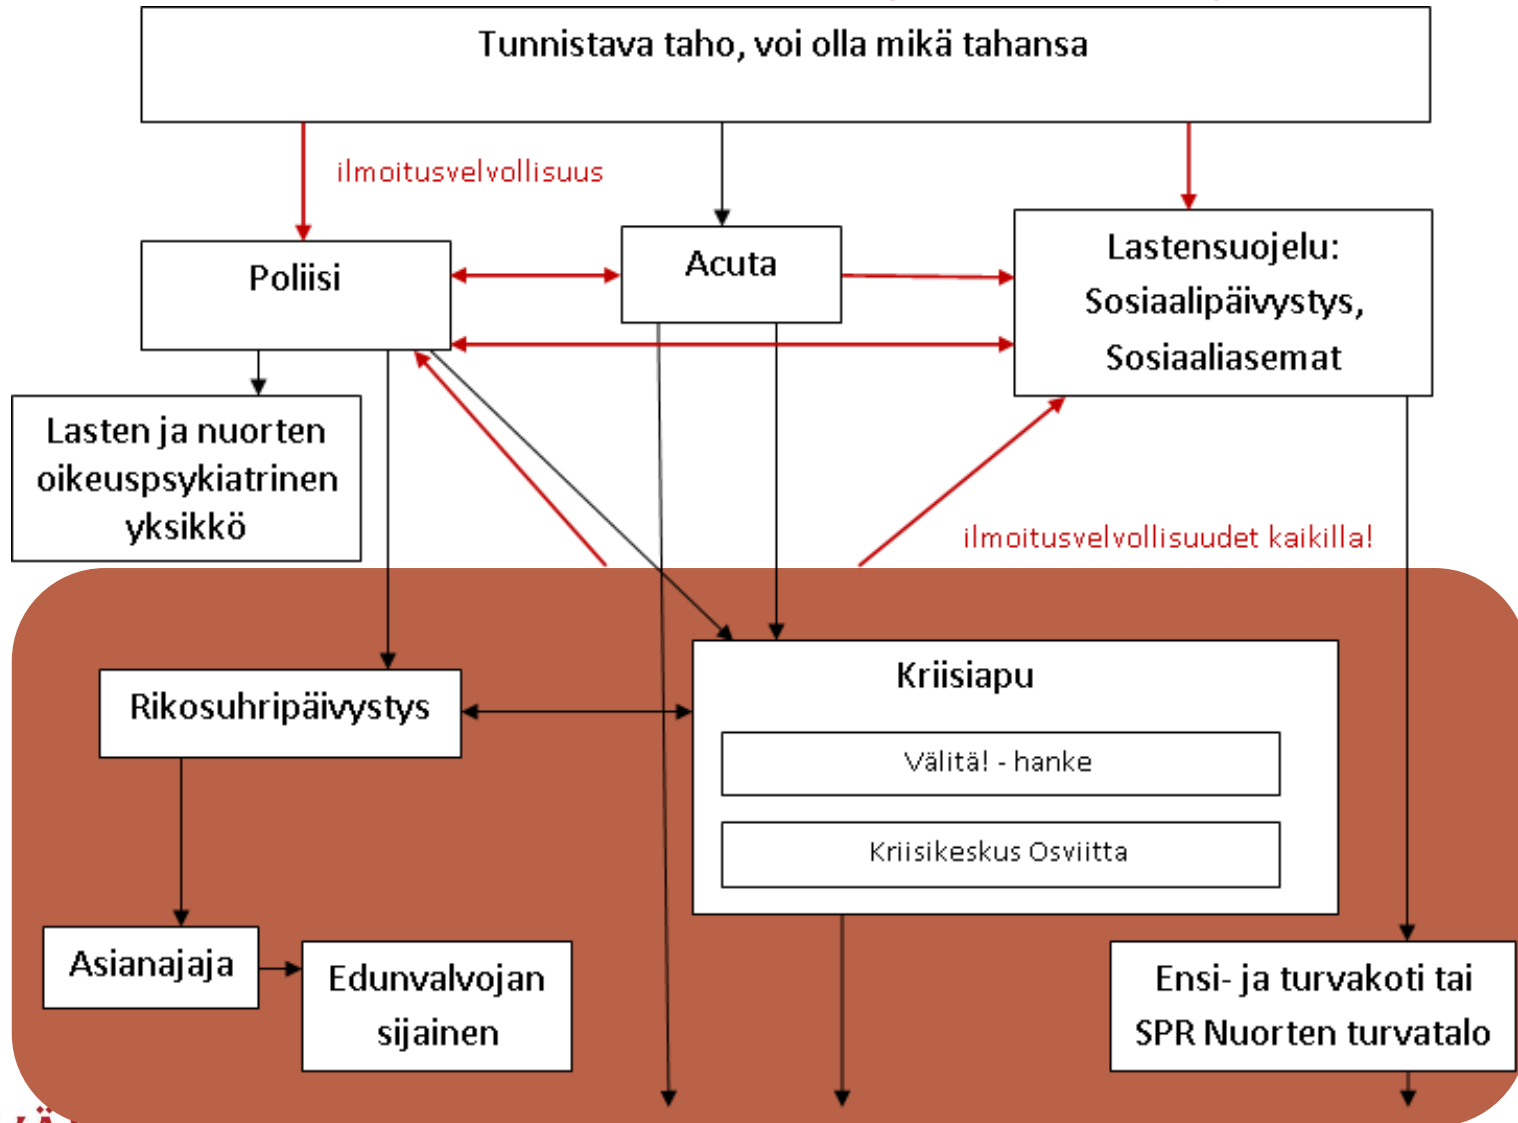 Tunnistava taho, voi olla mikä tahansa
ilmoitusvelvollisuus
Poliisi
Acuta
Lastensuojelu:
Sosiaalipäivystys,
Sosiaaliasemat
Lasten ja nuorten
oikeuspsykiatrinen
yksikkö
ilmoitusvelvollisuudet kaikilla!
Rikosuhripäivystys
Kriisiapu
Välitä! - hanke
Kriisikeskus Osviitta
Asianajaja
Edunvalvojan
sijainen
Ensi- ja turvakoti tai
SPR Nuorten turvatalo